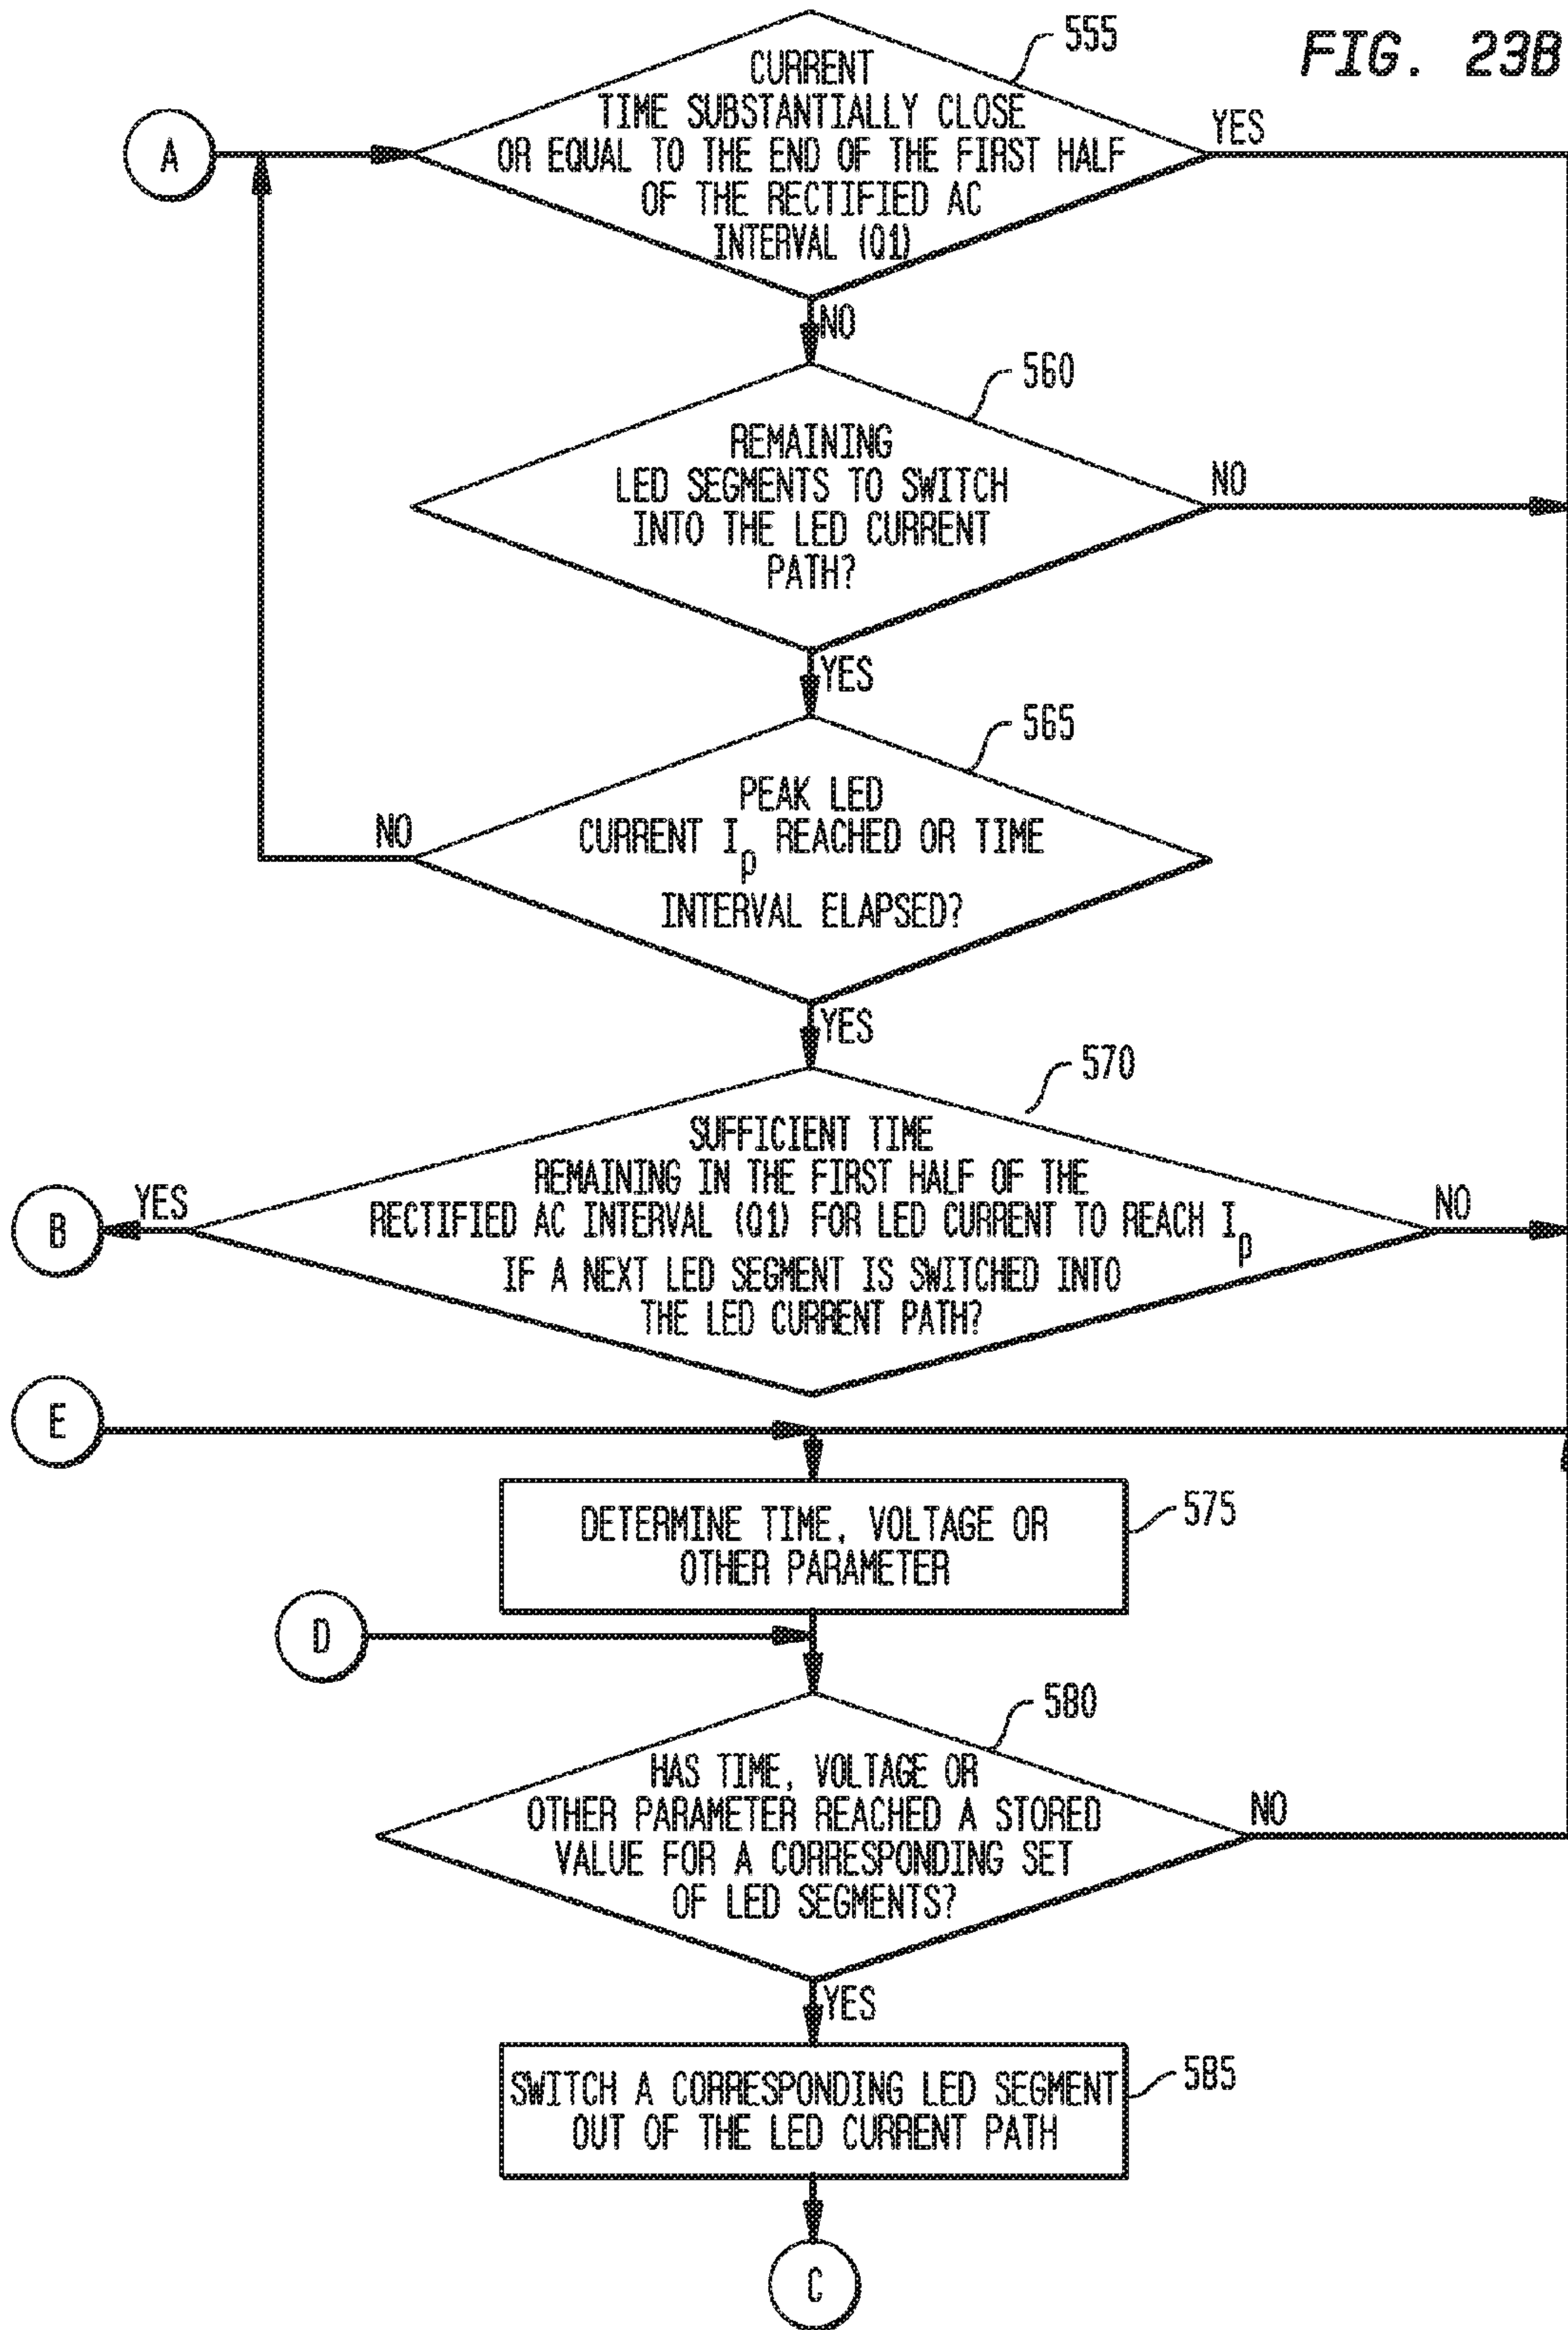 FIG. 23B
555
CURRENT
TIME SUBSTANTIALLY CLOSE
OR EQUAL TO THE END OF THE FIRST HALF
OF THE RECTIFIED AC
INTERVAL (Q1)
YES
A
NO
560
REMAINING
LED SEGMENTS TO SWITCH
INTO THE LED CURRENT
PATH?
NO
YES
565
PEAK LED
CURRENT Ip REACHED OR TIME
INTERVAL ELAPSED?
NO
YES
570
SUFFICIENT TIME
REMAINING IN THE FIRST HALF OF THE
RECTIFIED AC INTERVAL (Q1) FOR LED CURRENT TO REACH Ip
IF A NEXT LED SEGMENT IS SWITCHED INTO
THE LED CURRENT PATH?
YES
B
NO
E
DETERMINE TIME, VOLTAGE OR
OTHER PARAMETER
575
D
580
HAS TIME, VOLTAGE OR
OTHER PARAMETER REACHED A STORED
VALUE FOR A CORRESPONDING SET
OF LED SEGMENTS?
NO
YES
SWITCH A CORRESPONDING LED SEGMENT
OUT OF THE LED CURRENT PATH
585
C